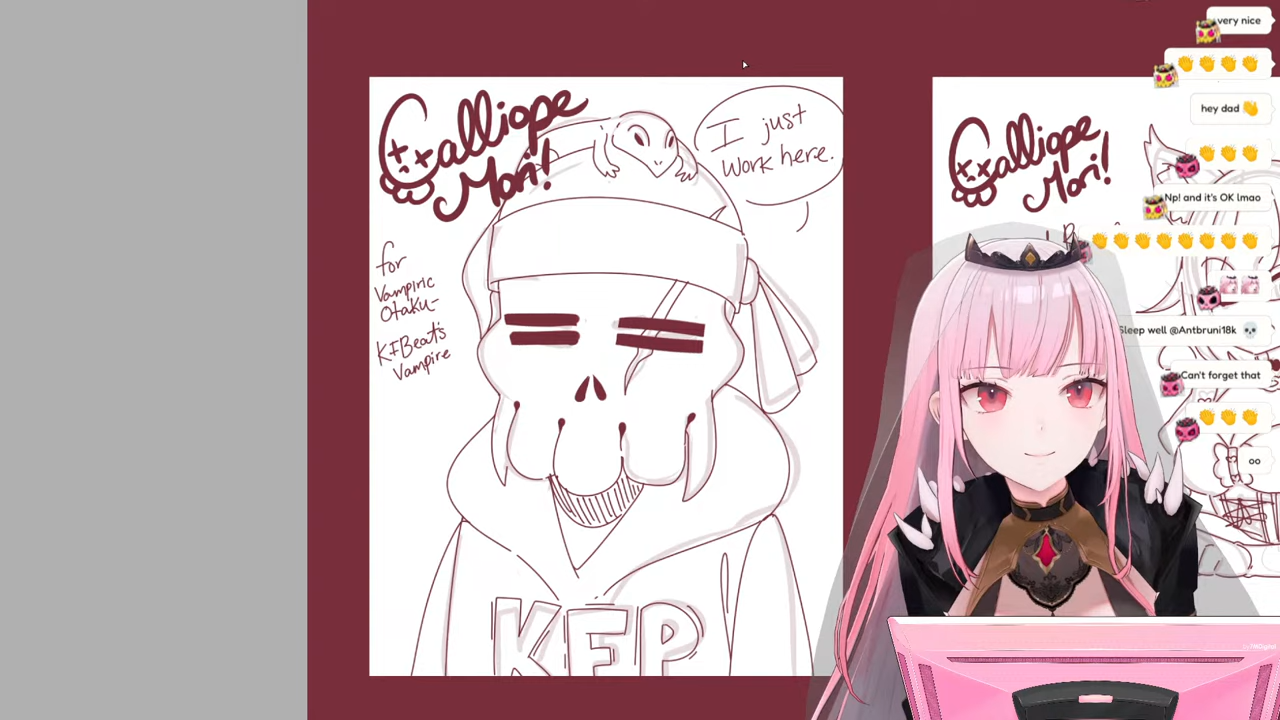 Calliope
Mori!
I just
work here.
for
Vampiric
Otaku-
KFBeat's
Vampire
KFP
Calliope
Mori!
very nice
👏 👏 👏 👏
hey dad 👋
👏 👏 👏
Np! and it's OK lmao
👏 👏 👏 👏 👏 👏 👏 👏
Sleep well @Antbruni18k 💀
Can't forget that
👏 👏 👏
oo